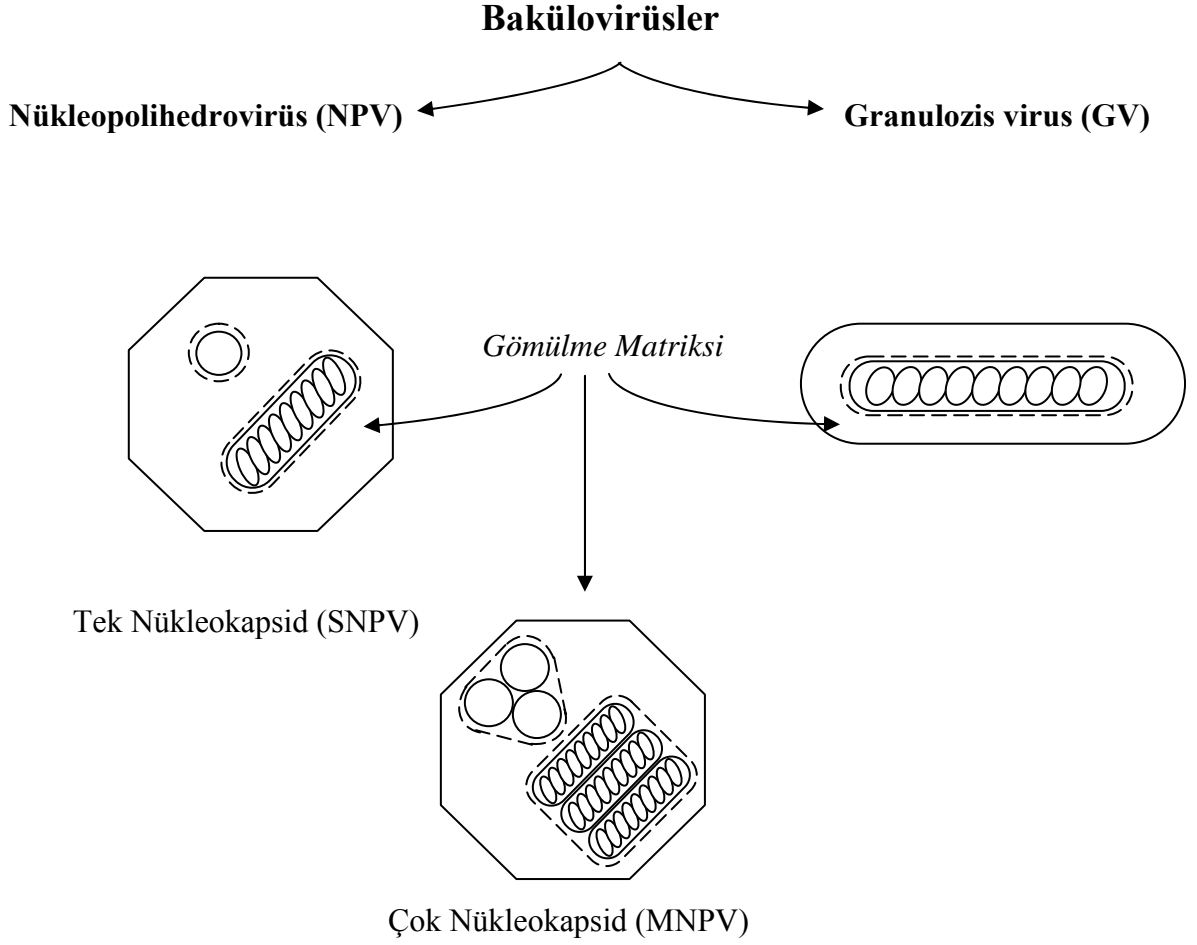 Bakülovirüsler
Nükleopolihedrovirüs (NPV)
Granulozis virus (GV)
Gömülme Matriksi
Tek Nükleokapsid (SNPV)
Çok Nükleokapsid (MNPV)